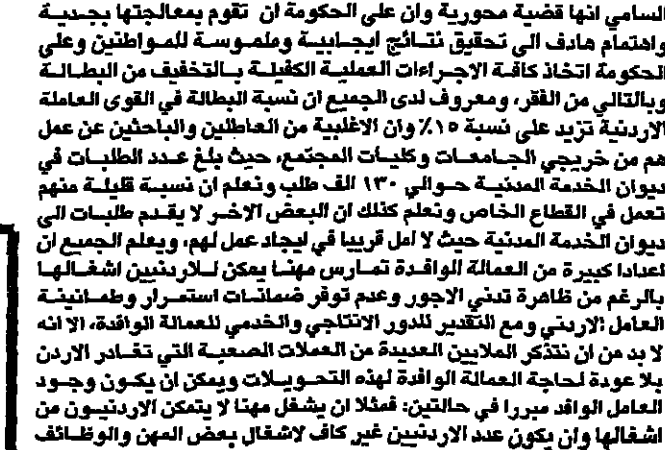 السامي انها قضية محورية وان على الحكومة ان تقوم بمعالجتها بجدية
واهتمام هادف الى تحقيق نتائج ايجابية وملموسة للمواطنين وعلى
الحكومة اتخاذ كافة الاجراءات العملية الكفيلة بالتخفيف من البطالة
وبالتالي من الفقر، ومعروف لدى الجميع ان نسبة البطالة في القوى العاملة
الاردنية تزيد على نسبة ١٥٪ وان الاغلبية من العاطلين والباحثين عن عمل
هم من خريجي الجامعات وكليات المجتمع، حيث بلغ عدد الطلبات في
ديوان الخدمة المدنية حوالي ١٣٠ الف طلب ونعلم ان نسبة قليلة منهم
تعمل في القطاع الخاص ونعلم كذلك ان البعض الآخر لا يقدم طلبات الى
ديوان الخدمة المدنية حيث لا امل قريبا في ايجاد عمل لهم، ويعلم الجميع ان
اعدادا كبيرة من العمالة الوافدة تمارس مهنا يمكن للاردنيين اشغالها
بالرغم من ظاهرة تدني الاجور وعدم توفر ضمانات استمرار وطمانينة
العامل الاردني ومع التقدير للدور الانتاجي والخدمي للعمالة الوافدة، الا انه
لا بد من ان نتذكر الملايين العديدة من العملات الصعبة التي تغادر الاردن
بلا عودة لحاجة العمالة الوافدة لهذه التحويلات ويمكن ان يكون وجود
العامل الوافد مبررا في حالتين: فمثلا ان يشغل مهنا لا يتمكن الاردنيون من
اشغالها وان يكون عدد الاردنيين غير كاف لاشغال بعض المهن والوظائف